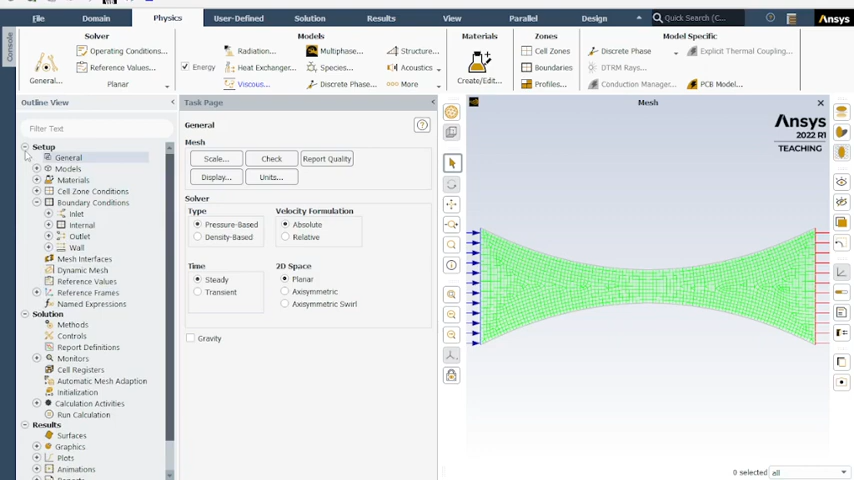 File Domain Physics User-Defined Solution Results View Parallel Design Quick Search (C... Ansys
Console
Solver Models Materials Zones Model Specific
General... Operating Conditions... Reference Values... Planar
Energy Radiation... Heat Exchanger... Viscous... Multiphase... Species... Discrete Phase... Structure... Acoustics More
Create/Edit...
Cell Zones Boundaries Profiles...
Discrete Phase DTRM Rays... Conduction Manager... Explicit Thermal Coupling... PCB Model...
Outline View
Filter Text
Setup
General
Models
Materials
Cell Zone Conditions
Boundary Conditions
Inlet
Internal
Outlet
Wall
Mesh Interfaces
Dynamic Mesh
Reference Values
Reference Frames
Named Expressions
Solution
Methods
Controls
Report Definitions
Monitors
Cell Registers
Automatic Mesh Adaption
Initialization
Calculation Activities
Run Calculation
Results
Surfaces
Graphics
Plots
Animations
Task Page
General
Mesh
Scale... Check Report Quality
Display... Units...
Solver
Type Velocity Formulation
Pressure-Based Absolute
Density-Based Relative
Time 2D Space
Steady Planar
Transient Axisymmetric
Axisymmetric Swirl
Gravity
Mesh
Ansys
2022 R1
TEACHING
0 selected all